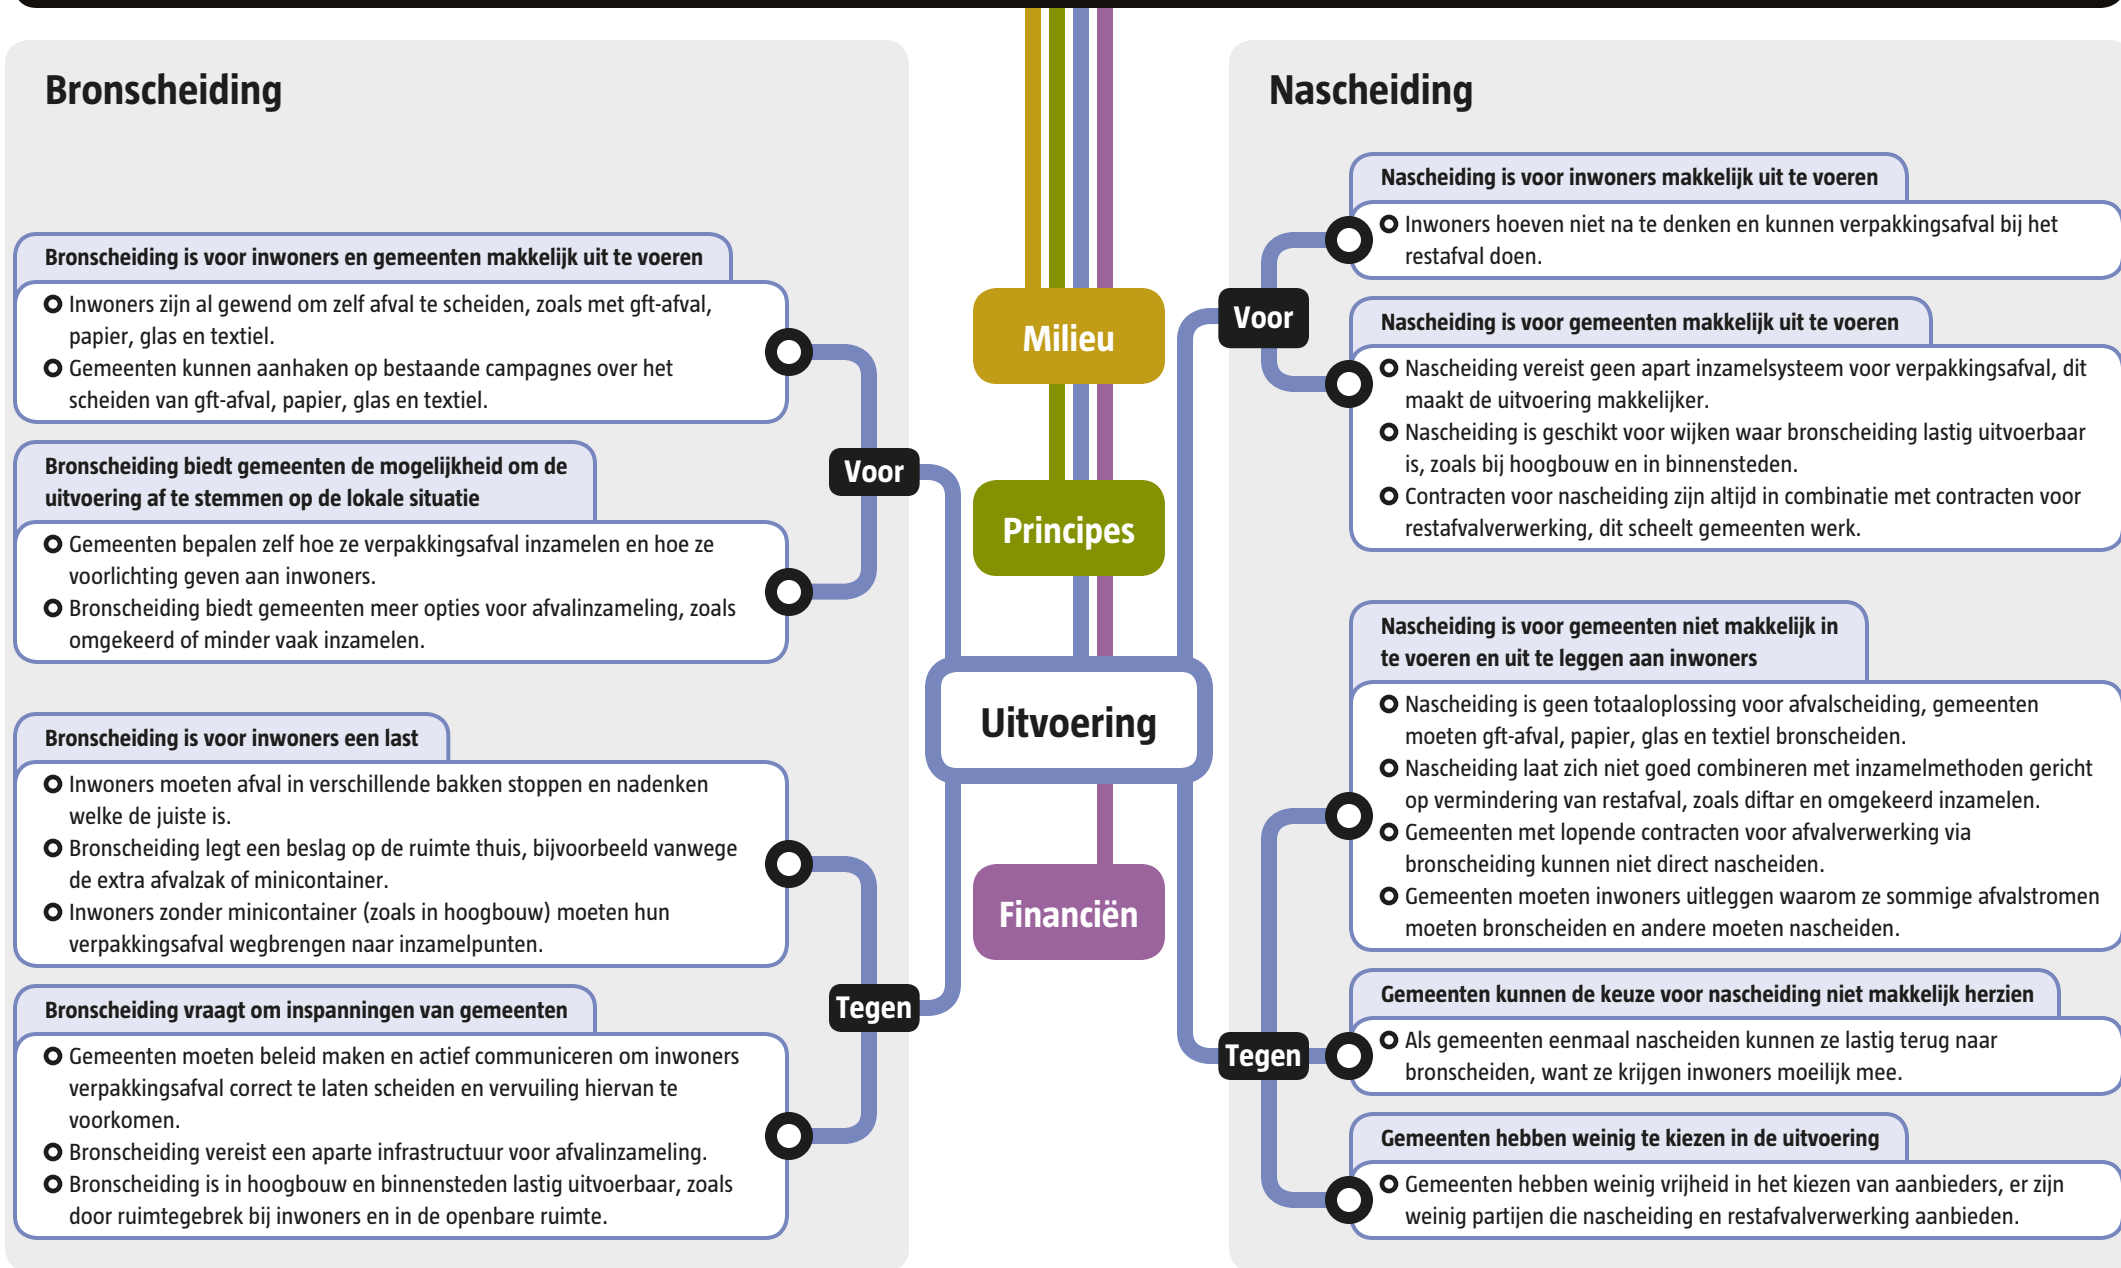 Bronscheiding
Bronscheiding is voor inwoners en gemeenten makkelijk uit te voeren
Inwoners zijn al gewend om zelf afval te scheiden, zoals met gft-afval,
papier, glas en textiel.
Gemeenten kunnen aanhaken op bestaande campagnes over het
scheiden van gft-afval, papier, glas en textiel.
Bronscheiding biedt gemeenten de mogelijkheid om de
uitvoering af te stemmen op de lokale situatie
Gemeenten bepalen zelf hoe ze verpakkingsafval inzamelen en hoe ze
voorlichting geven aan inwoners.
Bronscheiding biedt gemeenten meer opties voor afvalinzameling, zoals
omgekeerd of minder vaak inzamelen.
Voor
Bronscheiding is voor inwoners een last
Inwoners moeten afval in verschillende bakken stoppen en nadenken
welke de juiste is.
Bronscheiding legt een beslag op de ruimte thuis, bijvoorbeeld vanwege
de extra afvalzak of minicontainer.
Inwoners zonder minicontainer (zoals in hoogbouw) moeten hun
verpakkingsafval wegbrengen naar inzamelpunten.
Bronscheiding vraagt om inspanningen van gemeenten
Gemeenten moeten beleid maken en actief communiceren om inwoners
verpakkingsafval correct te laten scheiden en vervuiling hiervan te
voorkomen.
Bronscheiding vereist een aparte infrastructuur voor afvalinzameling.
Bronscheiding is in hoogbouw en binnensteden lastig uitvoerbaar, zoals
door ruimtegebrek bij inwoners en in de openbare ruimte.
Tegen
Milieu
Principes
Uitvoering
Financiën
Nascheiding
Voor
Nascheiding is voor inwoners makkelijk uit te voeren
Inwoners hoeven niet na te denken en kunnen verpakkingsafval bij het
restafval doen.
Nascheiding is voor gemeenten makkelijk uit te voeren
Nascheiding vereist geen apart inzamelsysteem voor verpakkingsafval, dit
maakt de uitvoering makkelijker.
Nascheiding is geschikt voor wijken waar bronscheiding lastig uitvoerbaar
is, zoals bij hoogbouw en in binnensteden.
Contracten voor nascheiding zijn altijd in combinatie met contracten voor
restafvalverwerking, dit scheelt gemeenten werk.
Tegen
Nascheiding is voor gemeenten niet makkelijk in
te voeren en uit te leggen aan inwoners
Nascheiding is geen totaaloplossing voor afvalscheiding, gemeenten
moeten gft-afval, papier, glas en textiel bronscheiden.
Nascheiding laat zich niet goed combineren met inzamelmethoden gericht
op vermindering van restafval, zoals diftar en omgekeerd inzamelen.
Gemeenten met lopende contracten voor afvalverwerking via
bronscheiding kunnen niet direct nascheiden.
Gemeenten moeten inwoners uitleggen waarom ze sommige afvalstromen
moeten bronscheiden en andere moeten nascheiden.
Gemeenten kunnen de keuze voor nascheiding niet makkelijk herzien
Als gemeenten eenmaal nascheiden kunnen ze lastig terug naar
bronscheiden, want ze krijgen inwoners moeilijk mee.
Gemeenten hebben weinig te kiezen in de uitvoering
Gemeenten hebben weinig vrijheid in het kiezen van aanbieders, er zijn
weinig partijen die nascheiding en restafvalverwerking aanbieden.